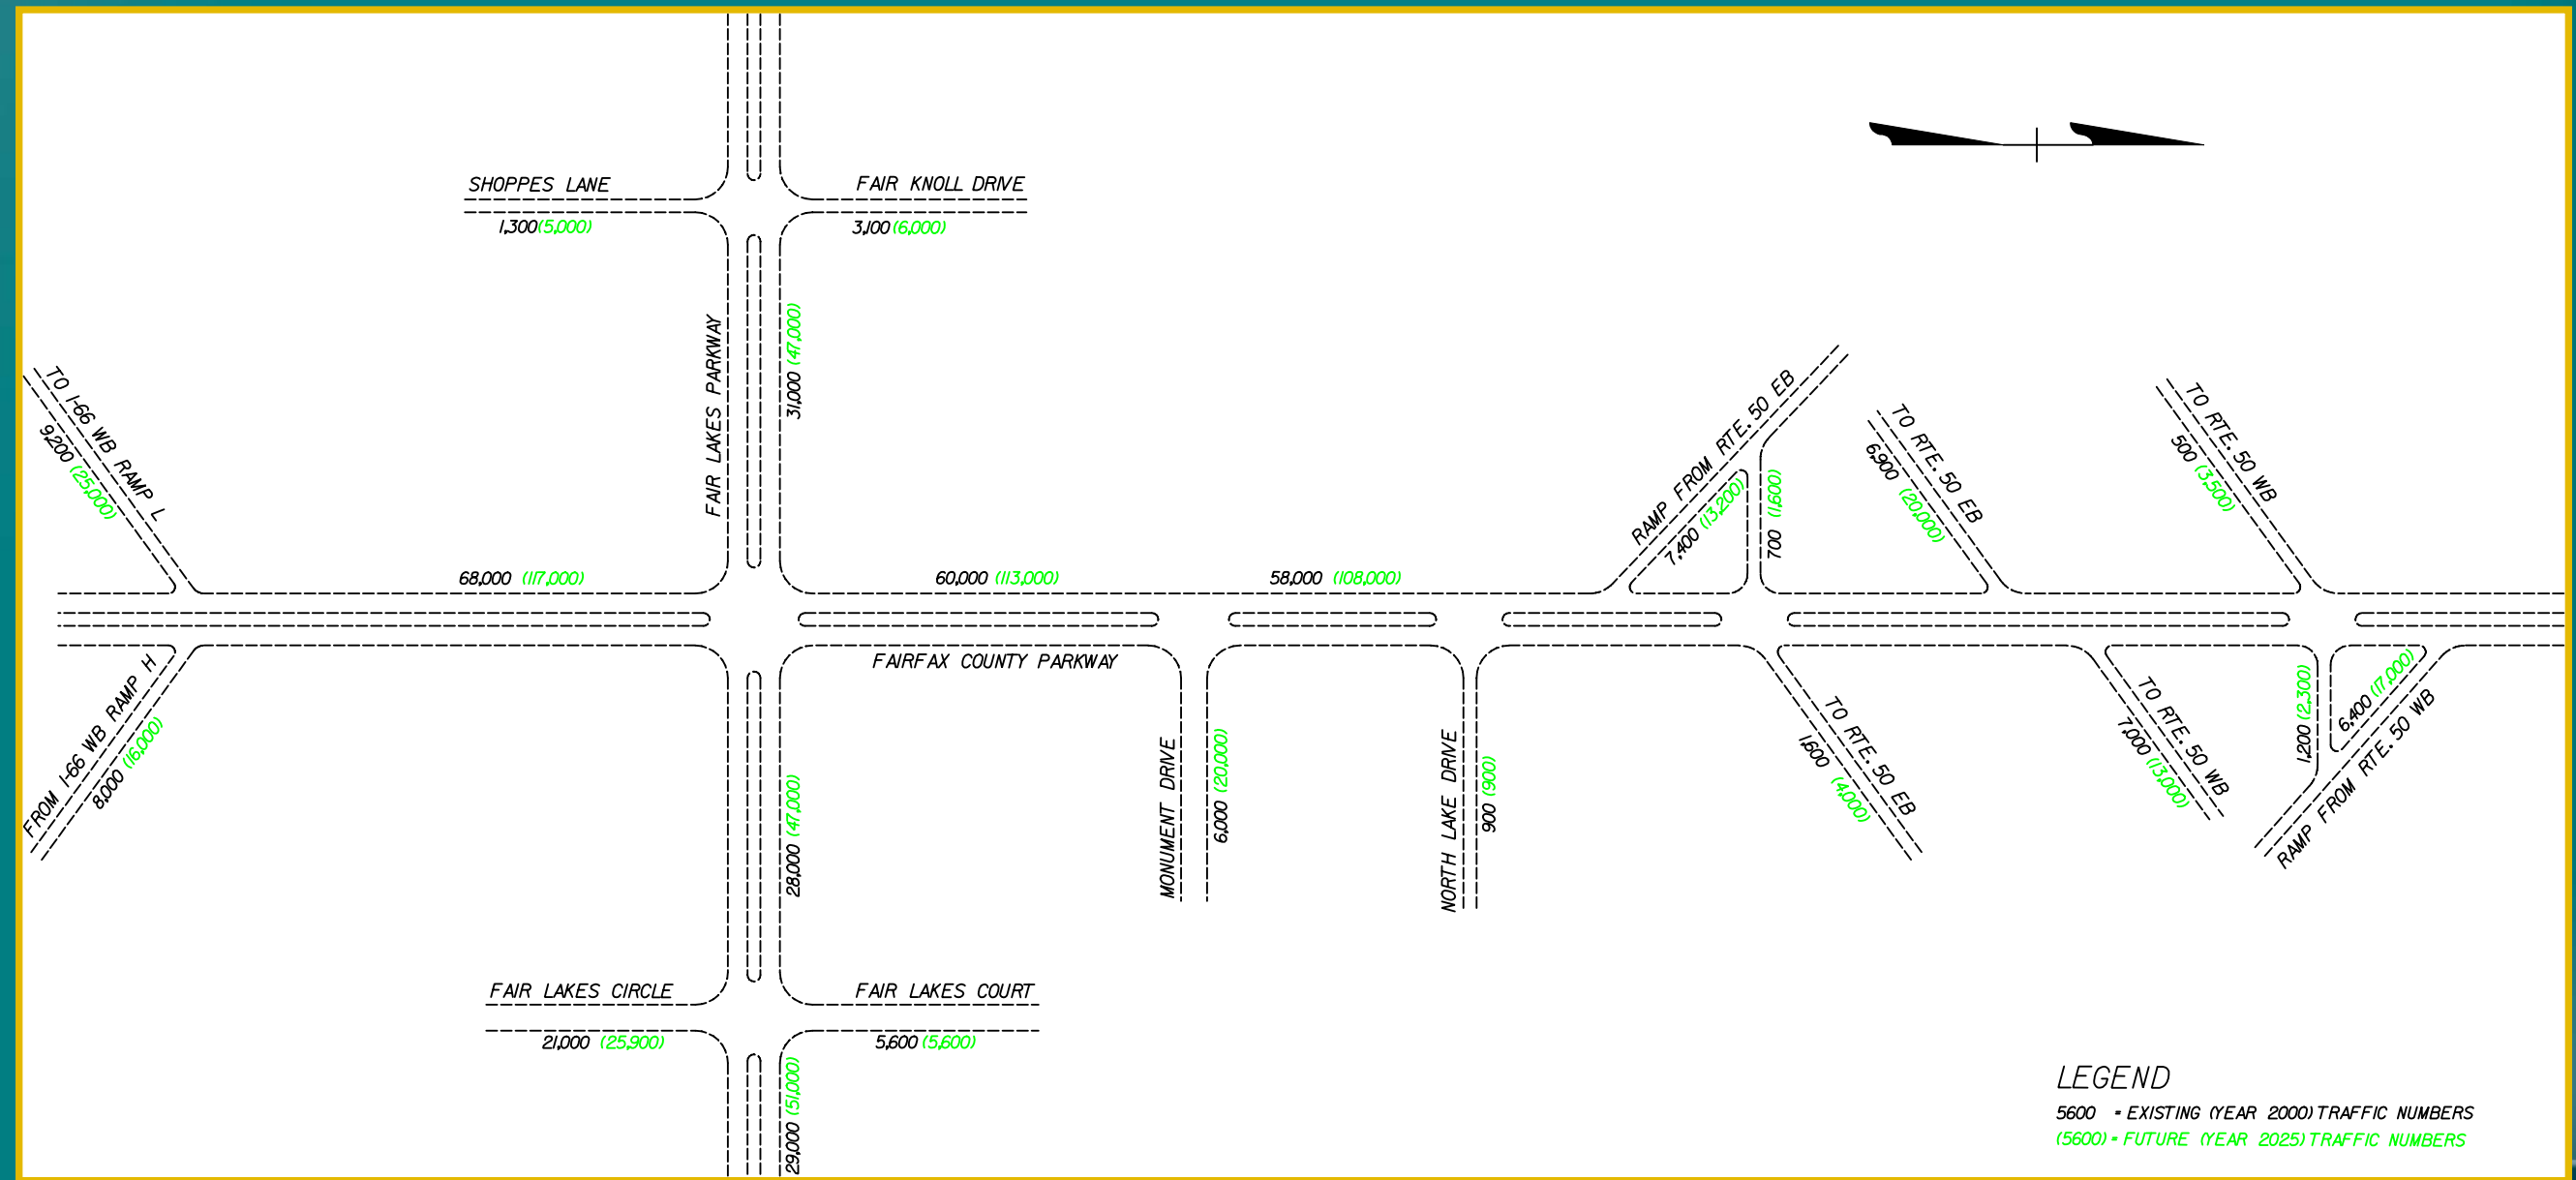 SHOPPES LANE
1,300 (5,000)
FAIR KNOLL DRIVE
3,100 (6,000)
FAIR LAKES PARKWAY
31,000 (47,000)
TO I-66 WB RAMP L
9,200 (25,000)
68,000 (117,000)
60,000 (113,000)
58,000 (108,000)
RAMP FROM RTE. 50 EB
7,400 (13,200)
700 (1,600)
TO RTE. 50 EB
6,900 (20,000)
TO RTE. 50 WB
500 (3,500)
FAIRFAX COUNTY PARKWAY
FROM I-66 WB RAMP H
8,000 (16,000)
28,000 (47,000)
MONUMENT DRIVE
6,000 (20,000)
NORTH LAKE DRIVE
900 (900)
TO RTE. 50 EB
1,600 (4,000)
TO RTE. 50 WB
7,000 (13,000)
1,200 (2,300)
6,400 (17,000)
RAMP FROM RTE. 50 WB
FAIR LAKES CIRCLE
21,000 (25,900)
FAIR LAKES COURT
5,600 (5,600)
29,000 (51,000)
LEGEND
5600 = EXISTING (YEAR 2000) TRAFFIC NUMBERS
(5600) = FUTURE (YEAR 2025) TRAFFIC NUMBERS